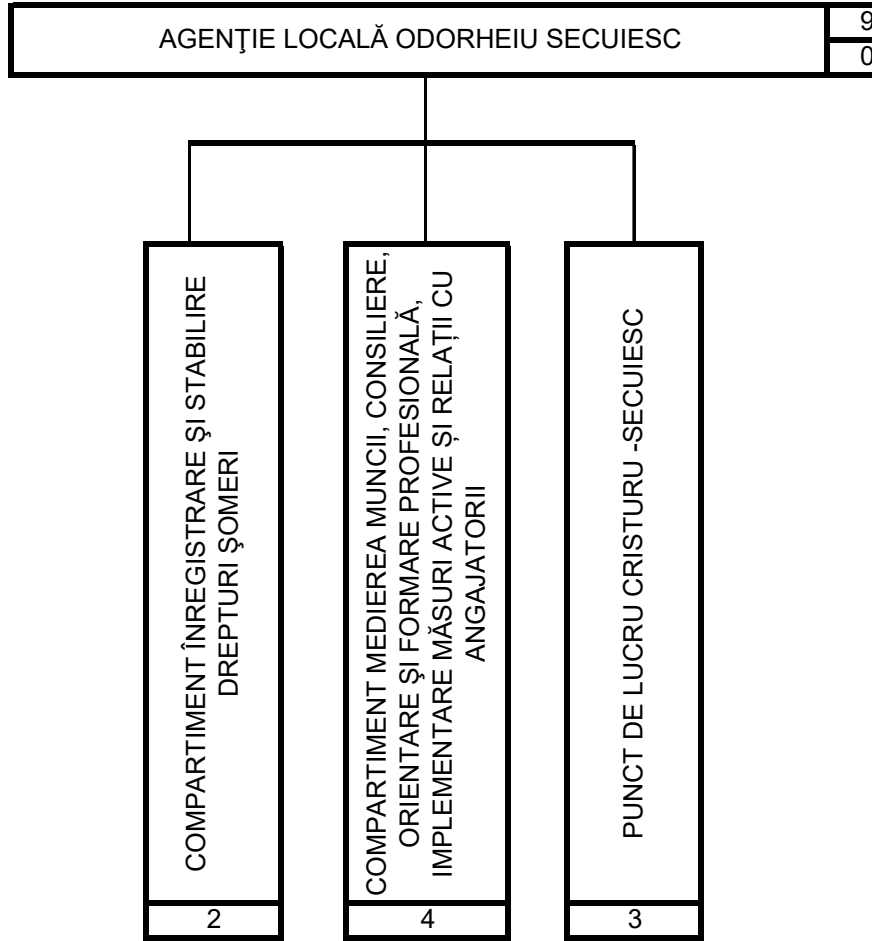 AGENŢIE LOCALĂ ODORHEIU SECUIESC
9
0
COMPARTIMENT ÎNREGISTRARE ŞI STABILIRE
DREPTURI ŞOMERI
2
COMPARTIMENT MEDIEREA MUNCII, CONSILIERE,
ORIENTARE ŞI FORMARE PROFESIONALĂ,
IMPLEMENTARE MĂSURI ACTIVE ȘI RELAȚII CU
ANGAJATORII
4
PUNCT DE LUCRU CRISTURU -SECUIESC
3